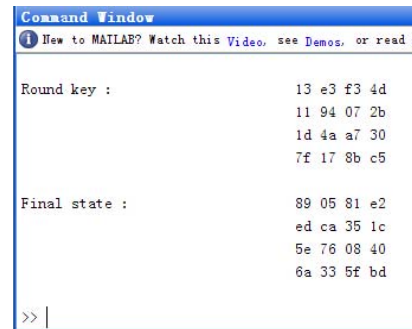 Command Window
New to MATLAB? Watch this Video, see Demos, or read
Round key : 13 e3 f3 4d
11 94 07 2b
1d 4a a7 30
7f 17 8b c5
Final state : 89 05 81 e2
ed ca 35 1c
5e 76 08 40
6a 33 5f bd
>>